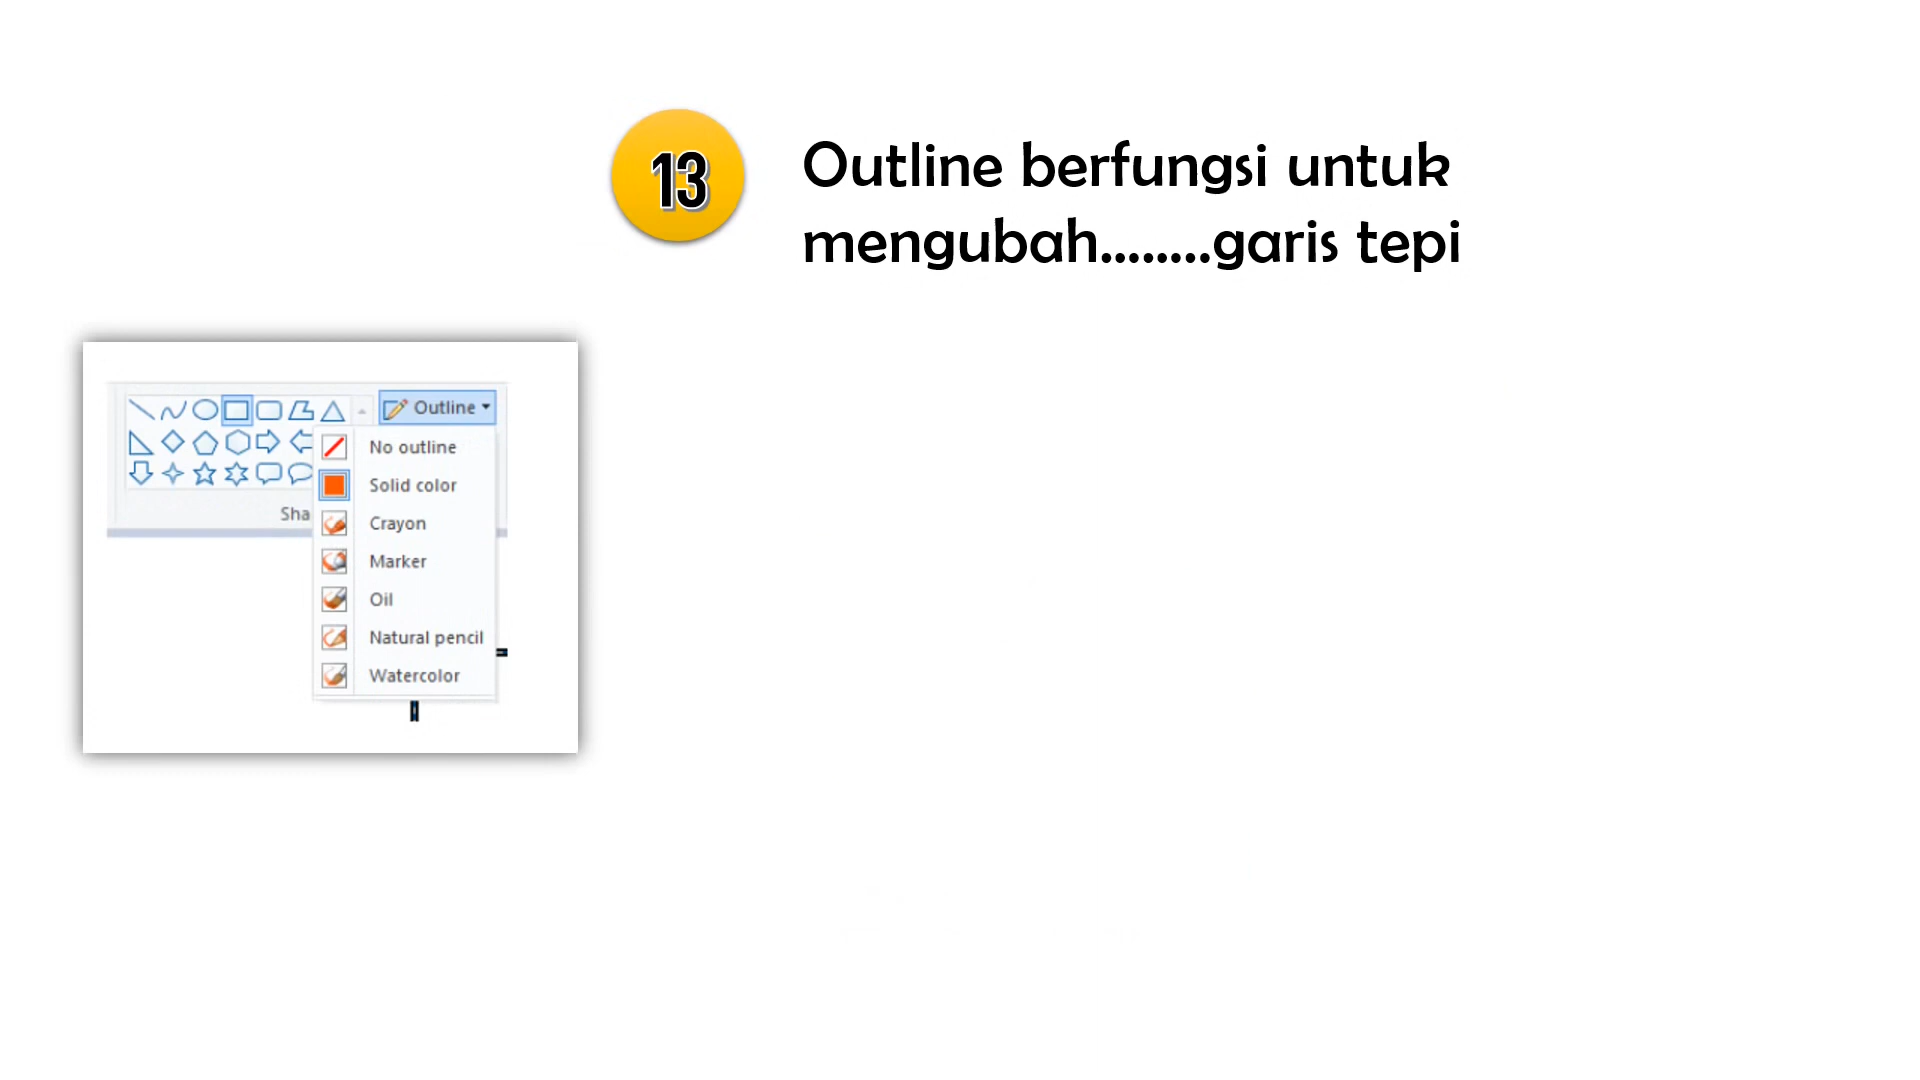 13
Outline berfungsi untuk
mengubah........garis tepi
Outline
No outline
Solid color
Sha
Crayon
Marker
Oil
Natural pencil
Watercolor